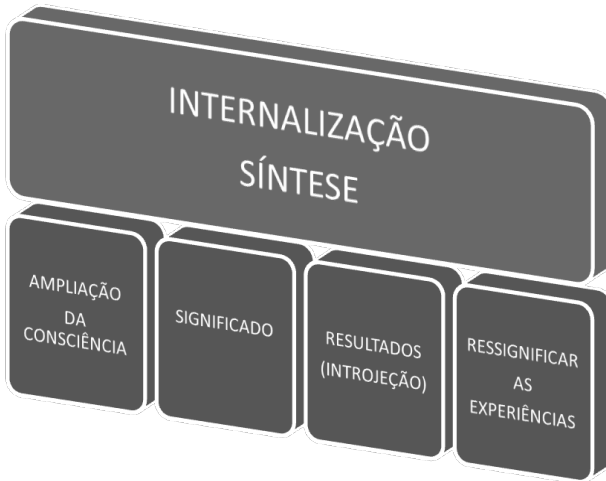 INTERNALIZAÇÃO
SÍNTESE
AMPLIAÇÃO
DA
CONSCIÊNCIA
SIGNIFICADO
RESULTADOS
(INTROJEÇÃO)
RESSIGNIFICAR
AS
EXPERIÊNCIAS